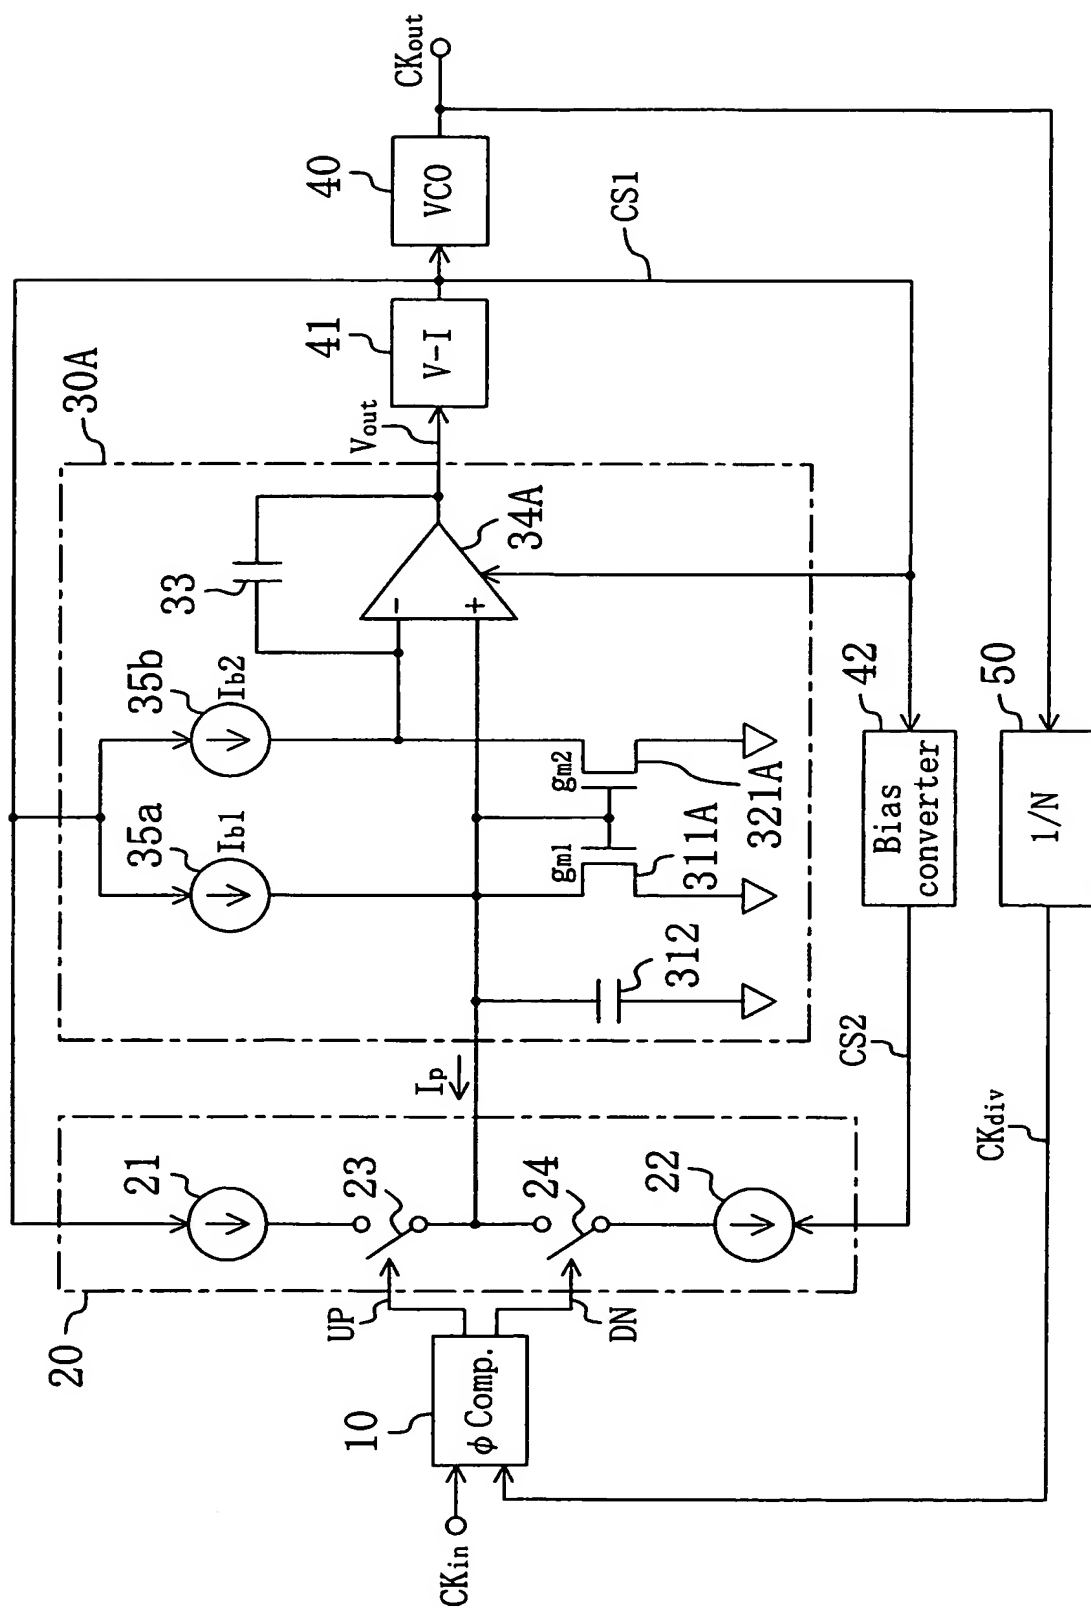 CKin
10
φ Comp.
UP
DN
20
21
23
24
22
Ip
30A
35a
Ib1
35b
Ib2
33
gm1
gm2
311A
321A
312
34A
−
+
Vout
41
V-I
40
VCO
CKout
CS1
42
Bias
converter
CS2
50
1/N
CKdiv